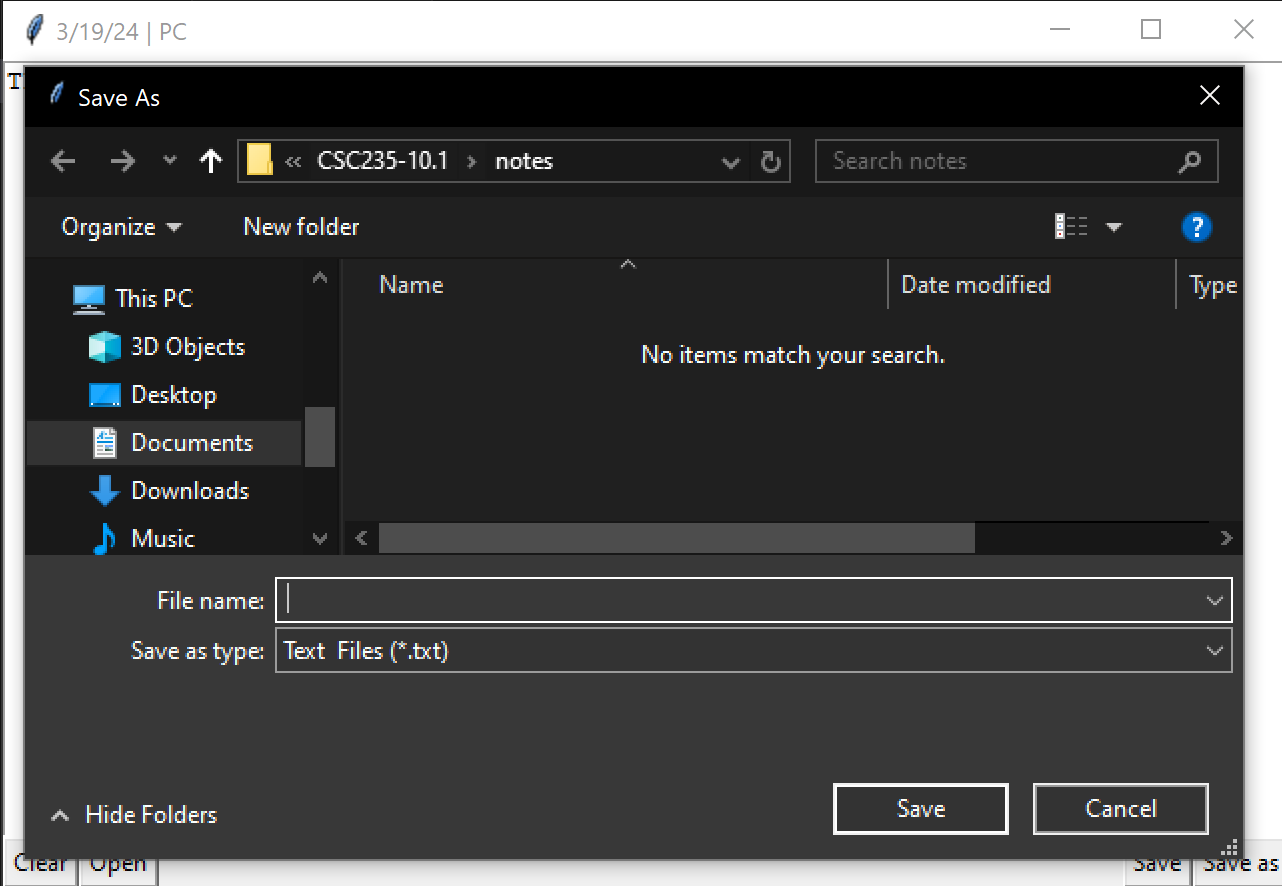 3/19/24 | PC
T
Save As
« CSC235-10.1 › notes
Search notes
Organize
New folder
?
Name
Date modified
Type
This PC
3D Objects
Desktop
Documents
Downloads
Music
No items match your search.
File name:
Save as type: Text  Files (*.txt)
Hide Folders
Save
Cancel
Clear
Open
Save
Save as